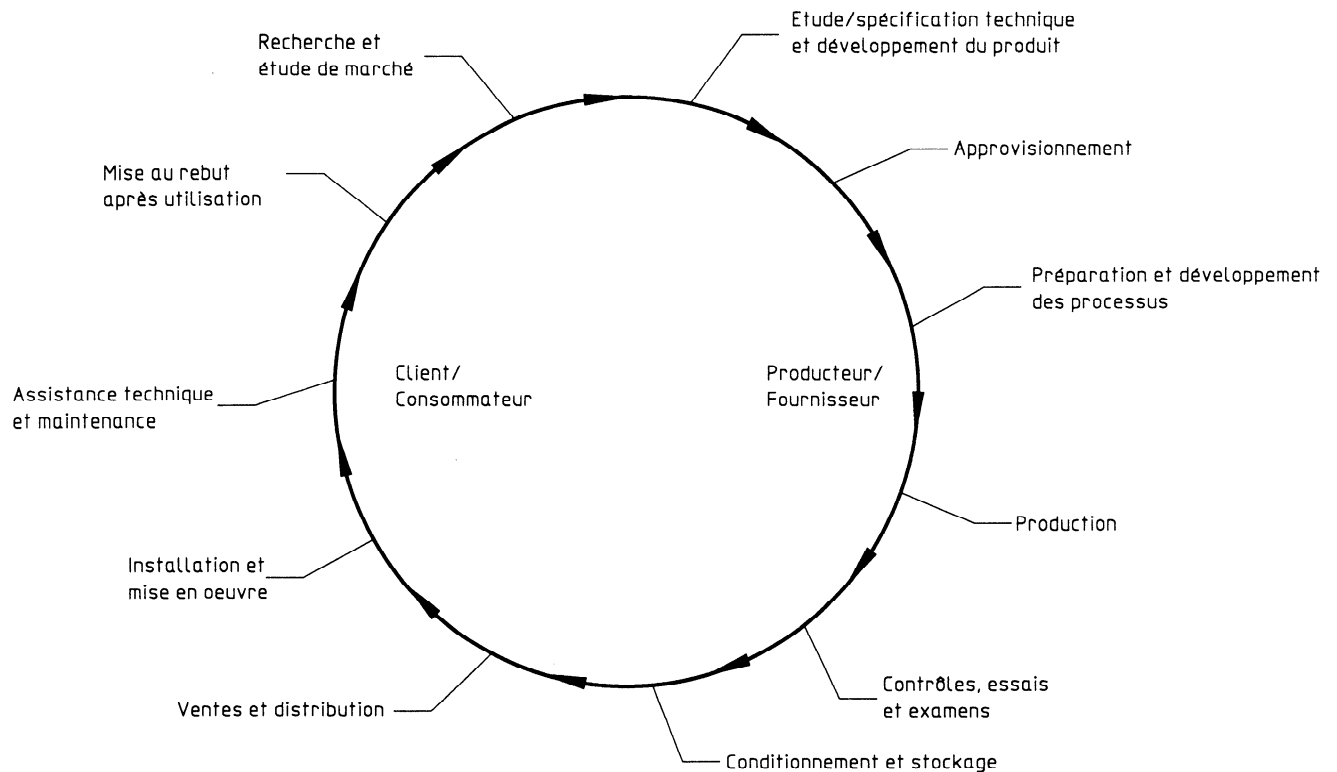 Etude/spécification technique
et développement du produit
Recherche et
étude de marché
Approvisionnement
Mise au rebut
après utilisation
Préparation et développement
des processus
Client/
Consommateur
Producteur/
Fournisseur
Assistance technique
et maintenance
Production
Installation et
mise en oeuvre
Contrôles, essais
et examens
Ventes et distribution
Conditionnement et stockage